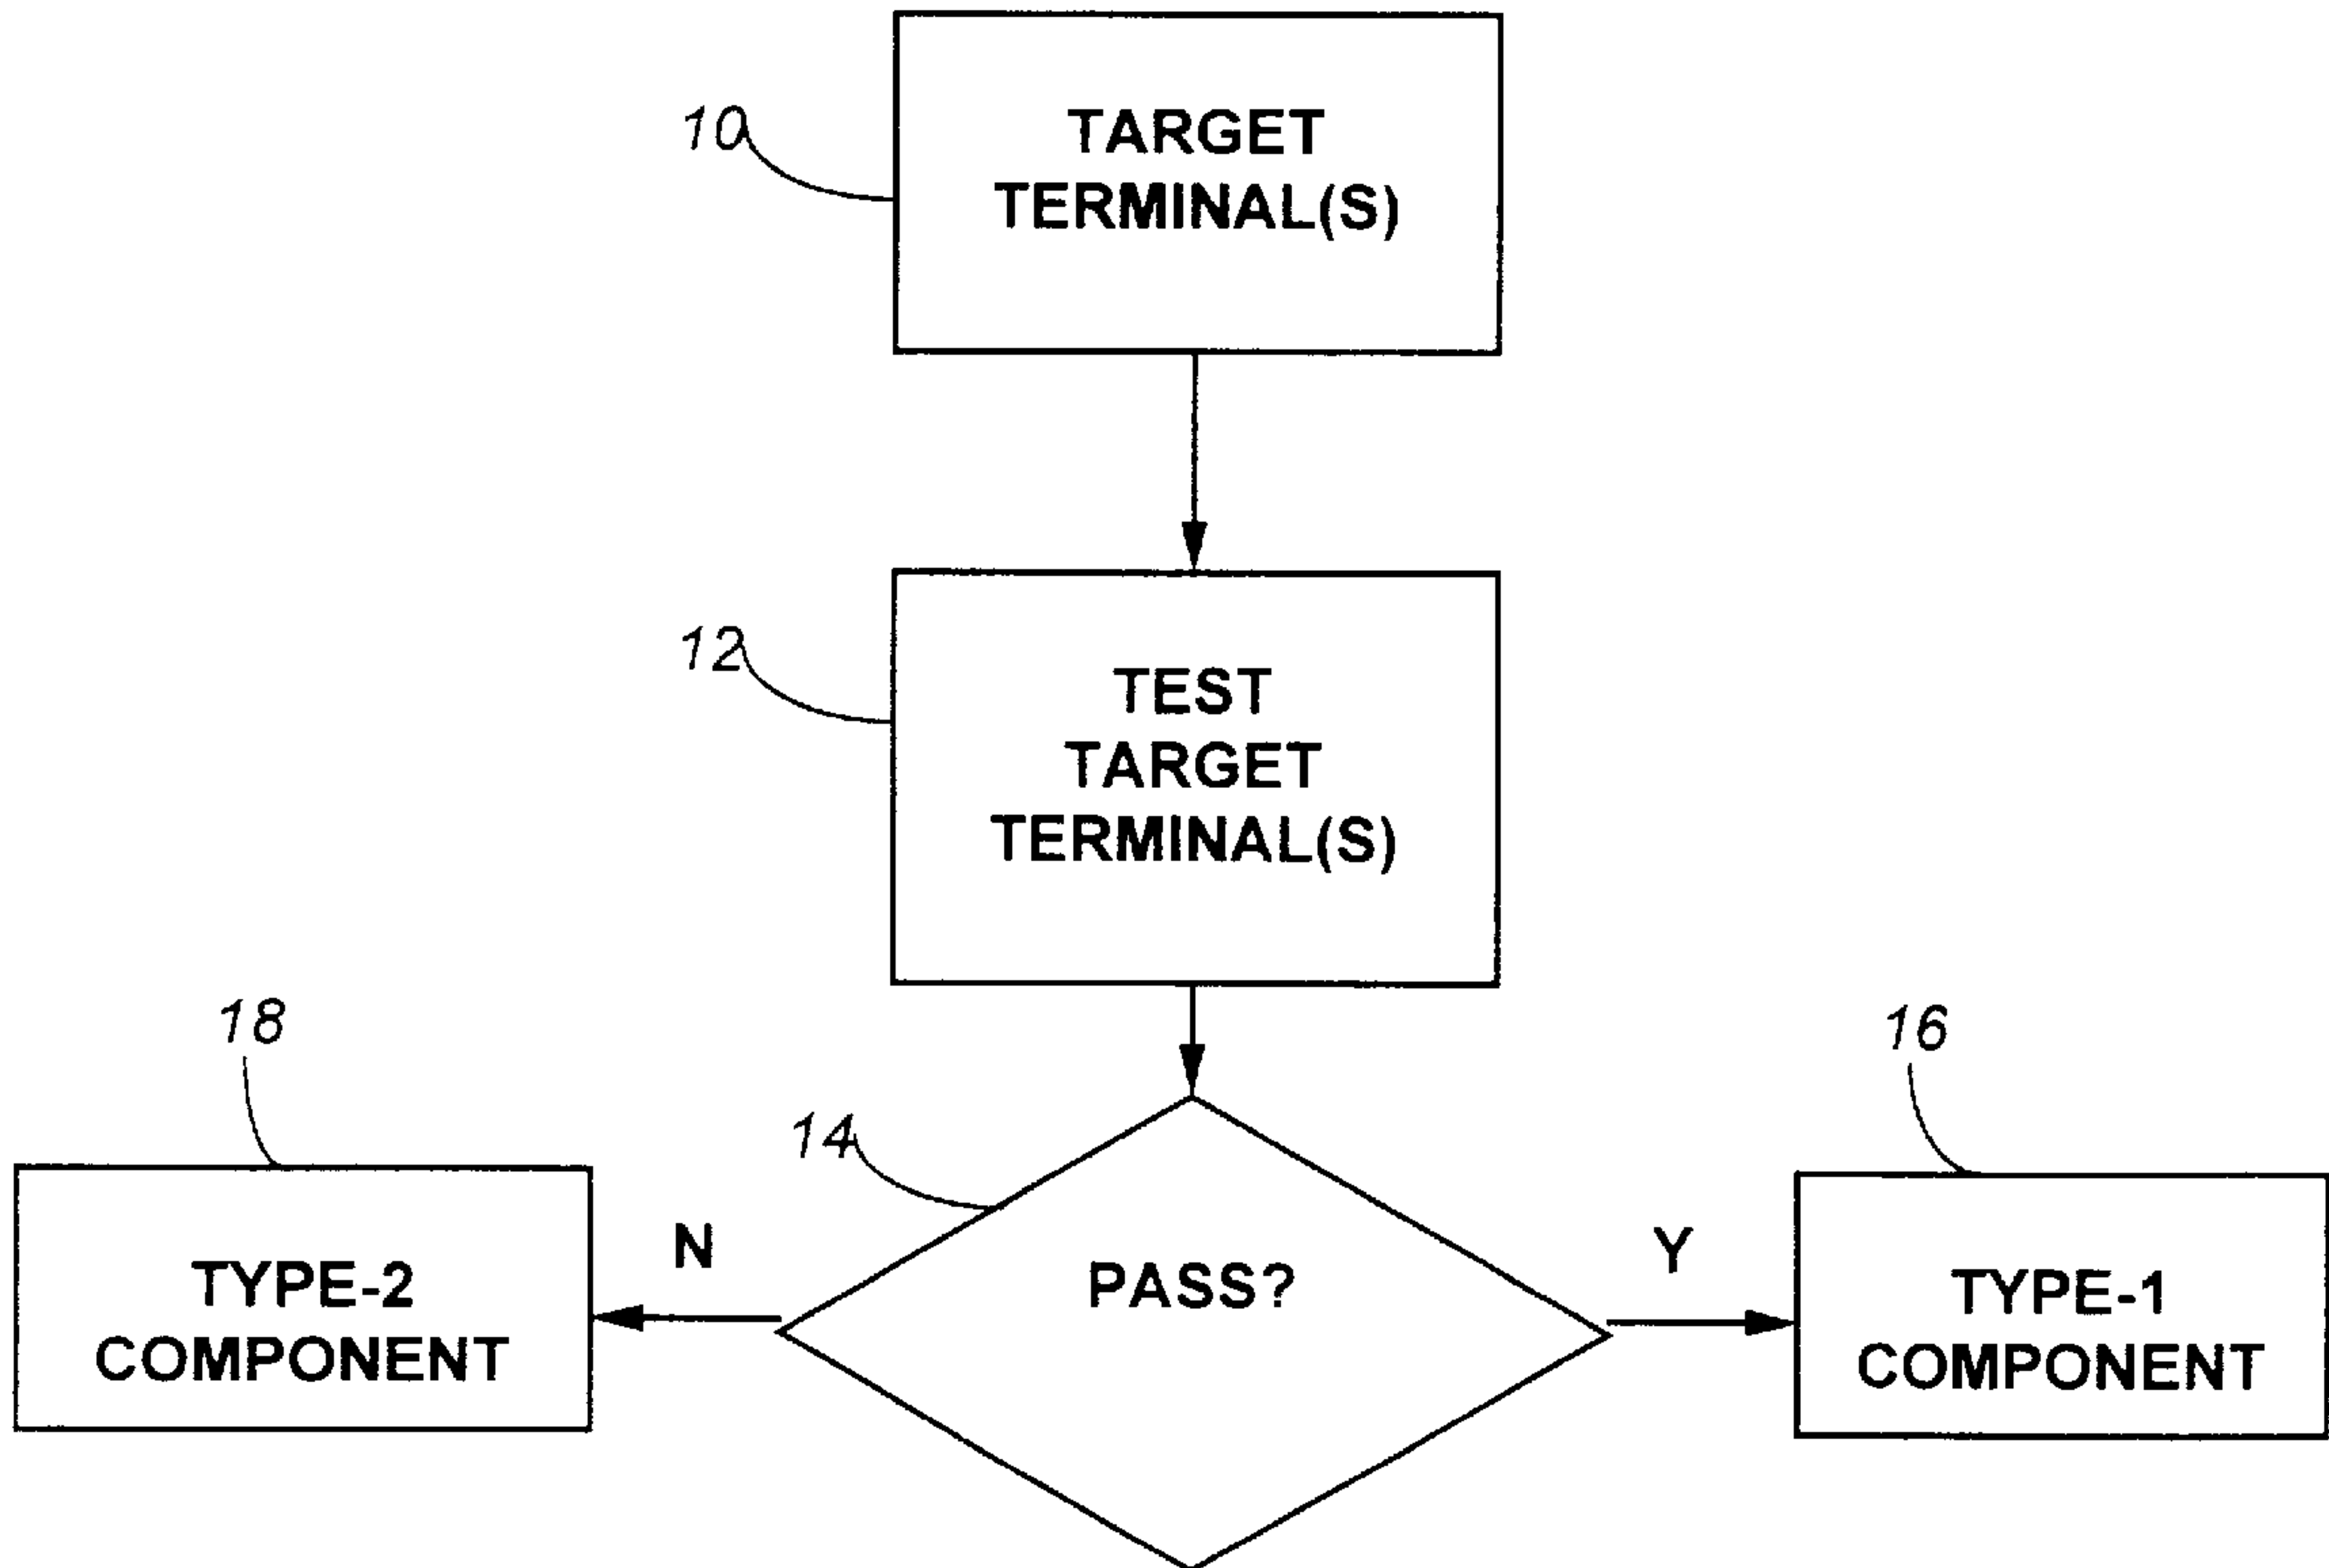 10
TARGET
TERMINAL(S)
12
TEST
TARGET
TERMINAL(S)
18
16
14
N
PASS?
Y
TYPE-2
COMPONENT
TYPE-1
COMPONENT